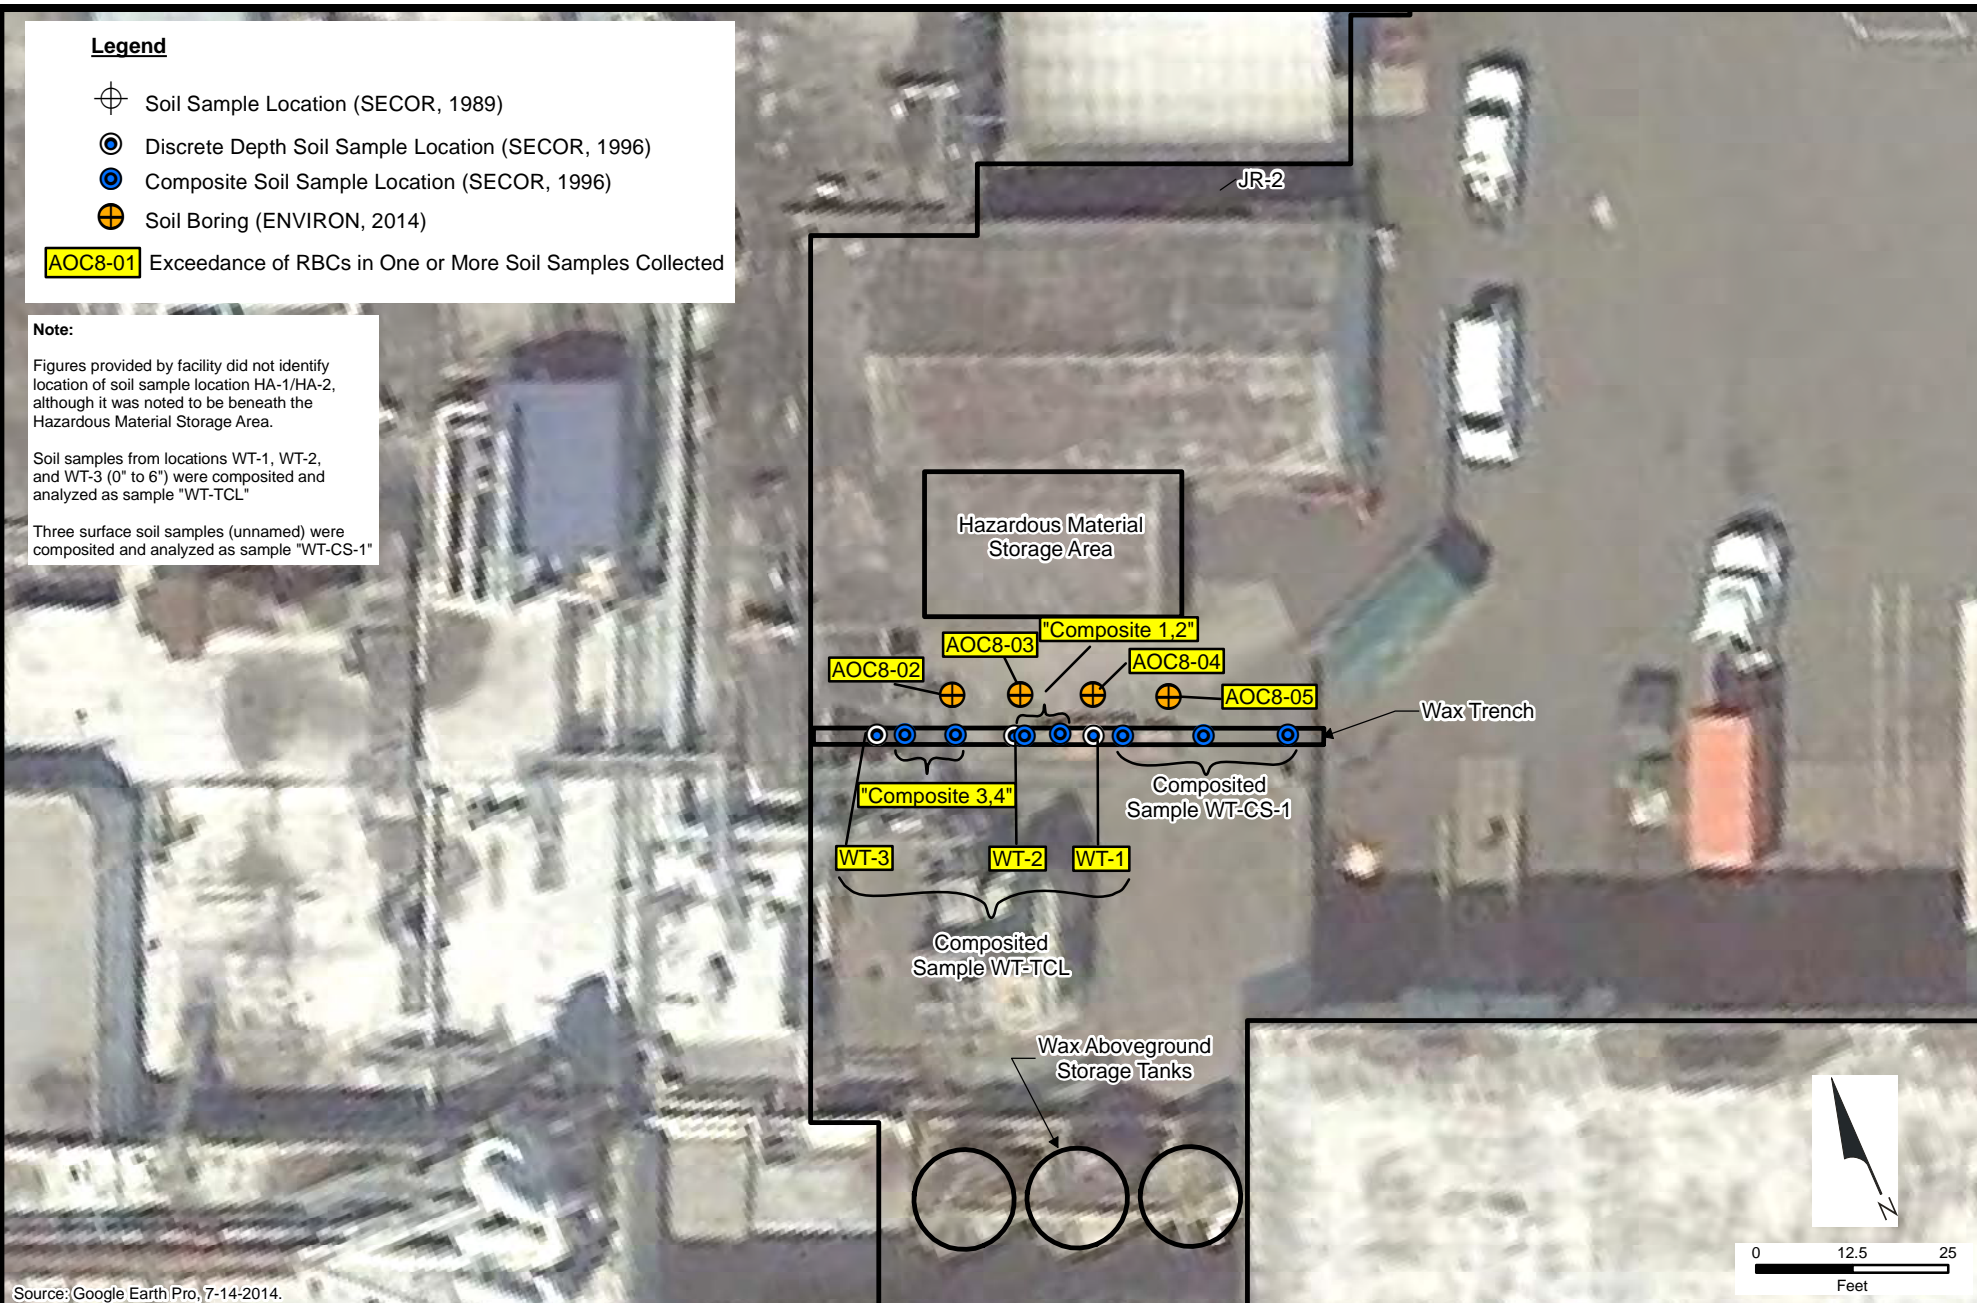 Legend
Soil Sample Location (SECOR, 1989)
Discrete Depth Soil Sample Location (SECOR, 1996)
Composite Soil Sample Location (SECOR, 1996)
Soil Boring (ENVIRON, 2014)
AOC8-01 Exceedance of RBCs in One or More Soil Samples Collected
Note:
Figures provided by facility did not identify
location of soil sample location HA-1/HA-2,
although it was noted to be beneath the
Hazardous Material Storage Area.
Soil samples from locations WT-1, WT-2,
and WT-3 (0" to 6") were composited and
analyzed as sample "WT-TCL"
Three surface soil samples (unnamed) were
composited and analyzed as sample "WT-CS-1"
JR-2
Hazardous Material
Storage Area
"Composite 1,2"
AOC8-03
AOC8-02
AOC8-04
AOC8-05
Wax Trench
"Composite 3,4"
Composited
Sample WT-CS-1
WT-3
WT-2
WT-1
Composited
Sample WT-TCL
Wax Aboveground
Storage Tanks
N
0 12.5 25
Feet
Source: Google Earth Pro, 7-14-2014.